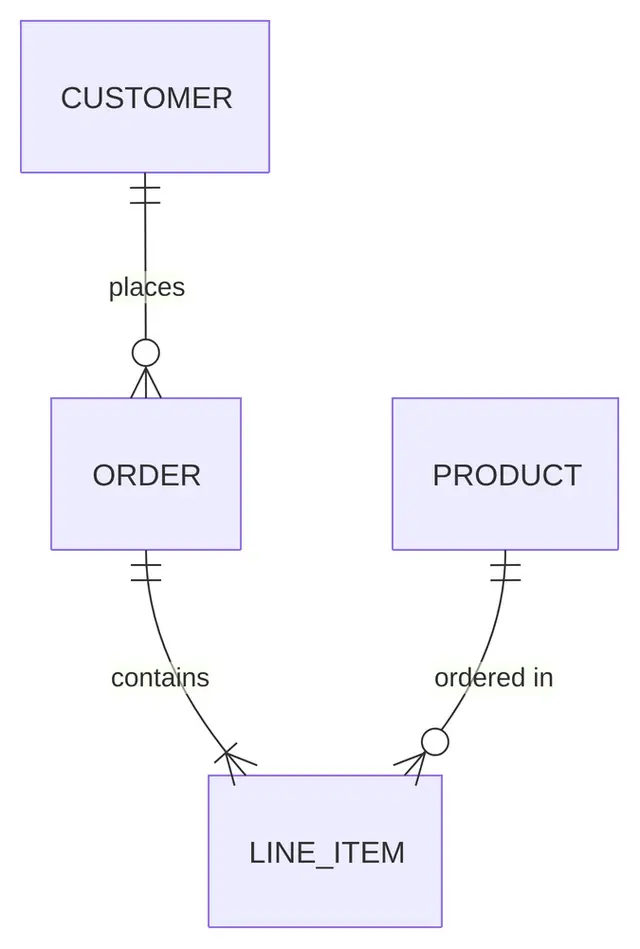 CUSTOMER
places
ORDER
PRODUCT
contains
ordered in
LINE_ITEM